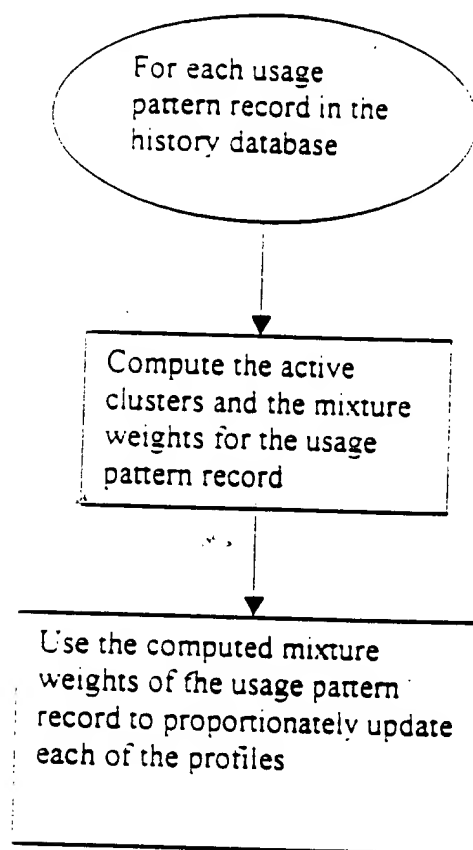 For each usage
pattern record in the
history database
Compute the active
clusters and the mixture
weights for the usage
pattern record
Use the computed mixture
weights of the usage pattern
record to proportionately update
each of the profiles